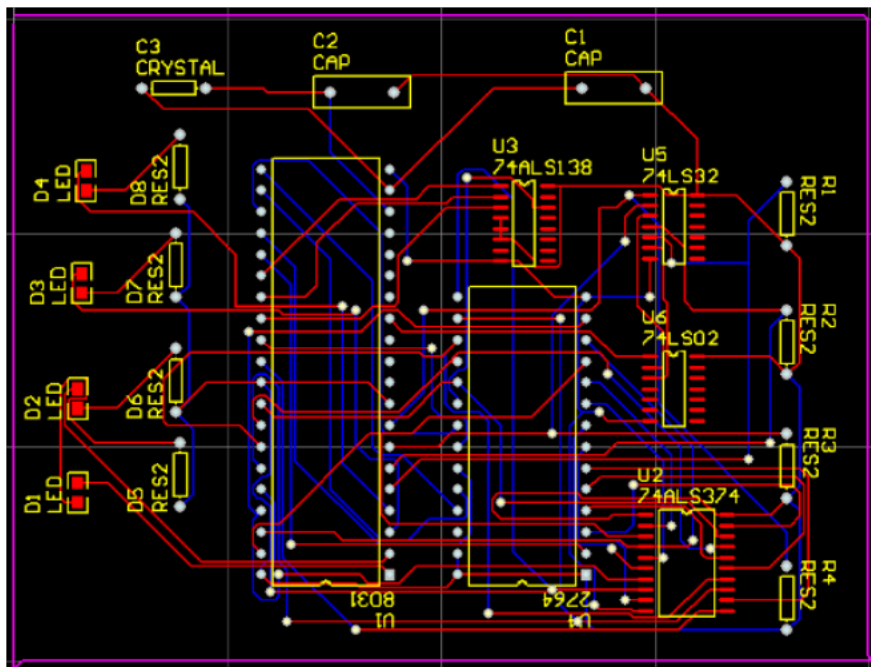 C3
CRYSTAL
C2
CAP
C1
CAP
U3
74ALS138
U5
74LS32
D4
LED
D8
RES2
R1
RES2
D3
LED
D7
RES2
U6
74LS02
R2
RES2
D2
LED
D6
RES2
R3
RES2
D1
LED
D5
RES2
U2
74ALS374
R4
RES2
8031
U1
2764
U4